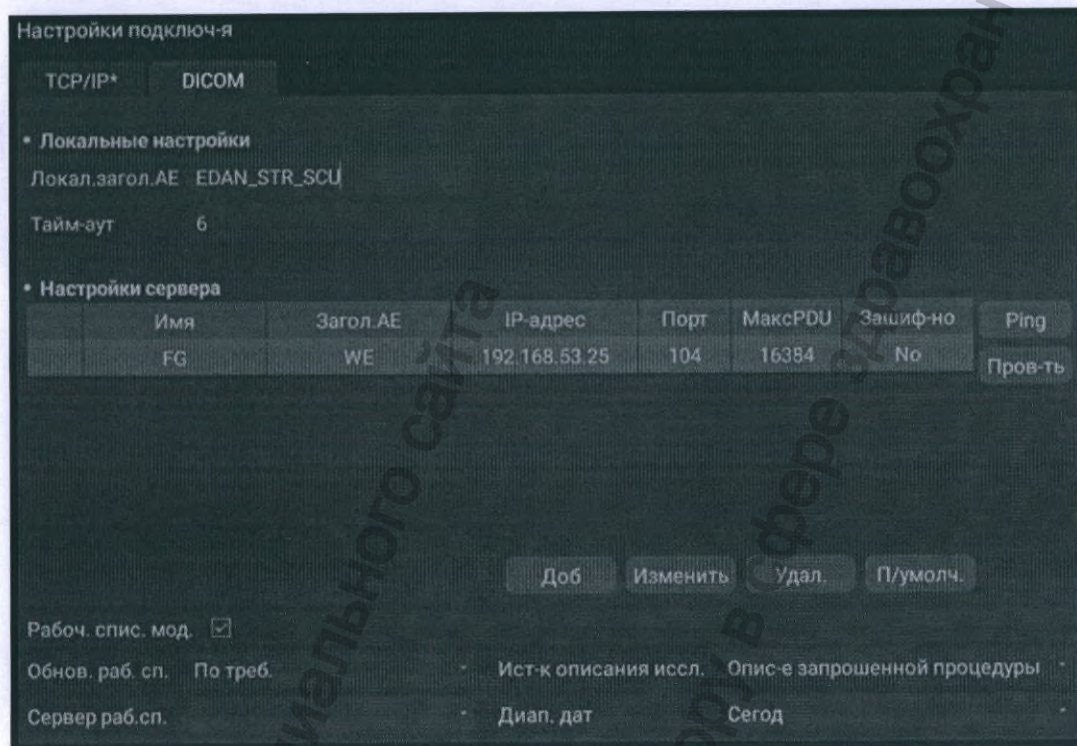 Настройки подключ-я
TCP/IP* DICOM
• Локальные настройки
Локал.загол.AE EDAN_STR_SCU
Тайм-аут 6
• Настройки сервера
Имя Загол.AE IP-адрес Порт МаксPDU Зашиф-но Ping
FG WE 192.168.53.25 104 16384 No Пров-ть
Доб Изменить Удал. П/умолч.
Рабоч. спис. мод.
Обнов. раб. сп. По треб. Ист-к описания иссл. Опис-е запрошенной процедуры
Сервер раб.сп. Диап. дат Сегод
сайта
в сфере здравоохран